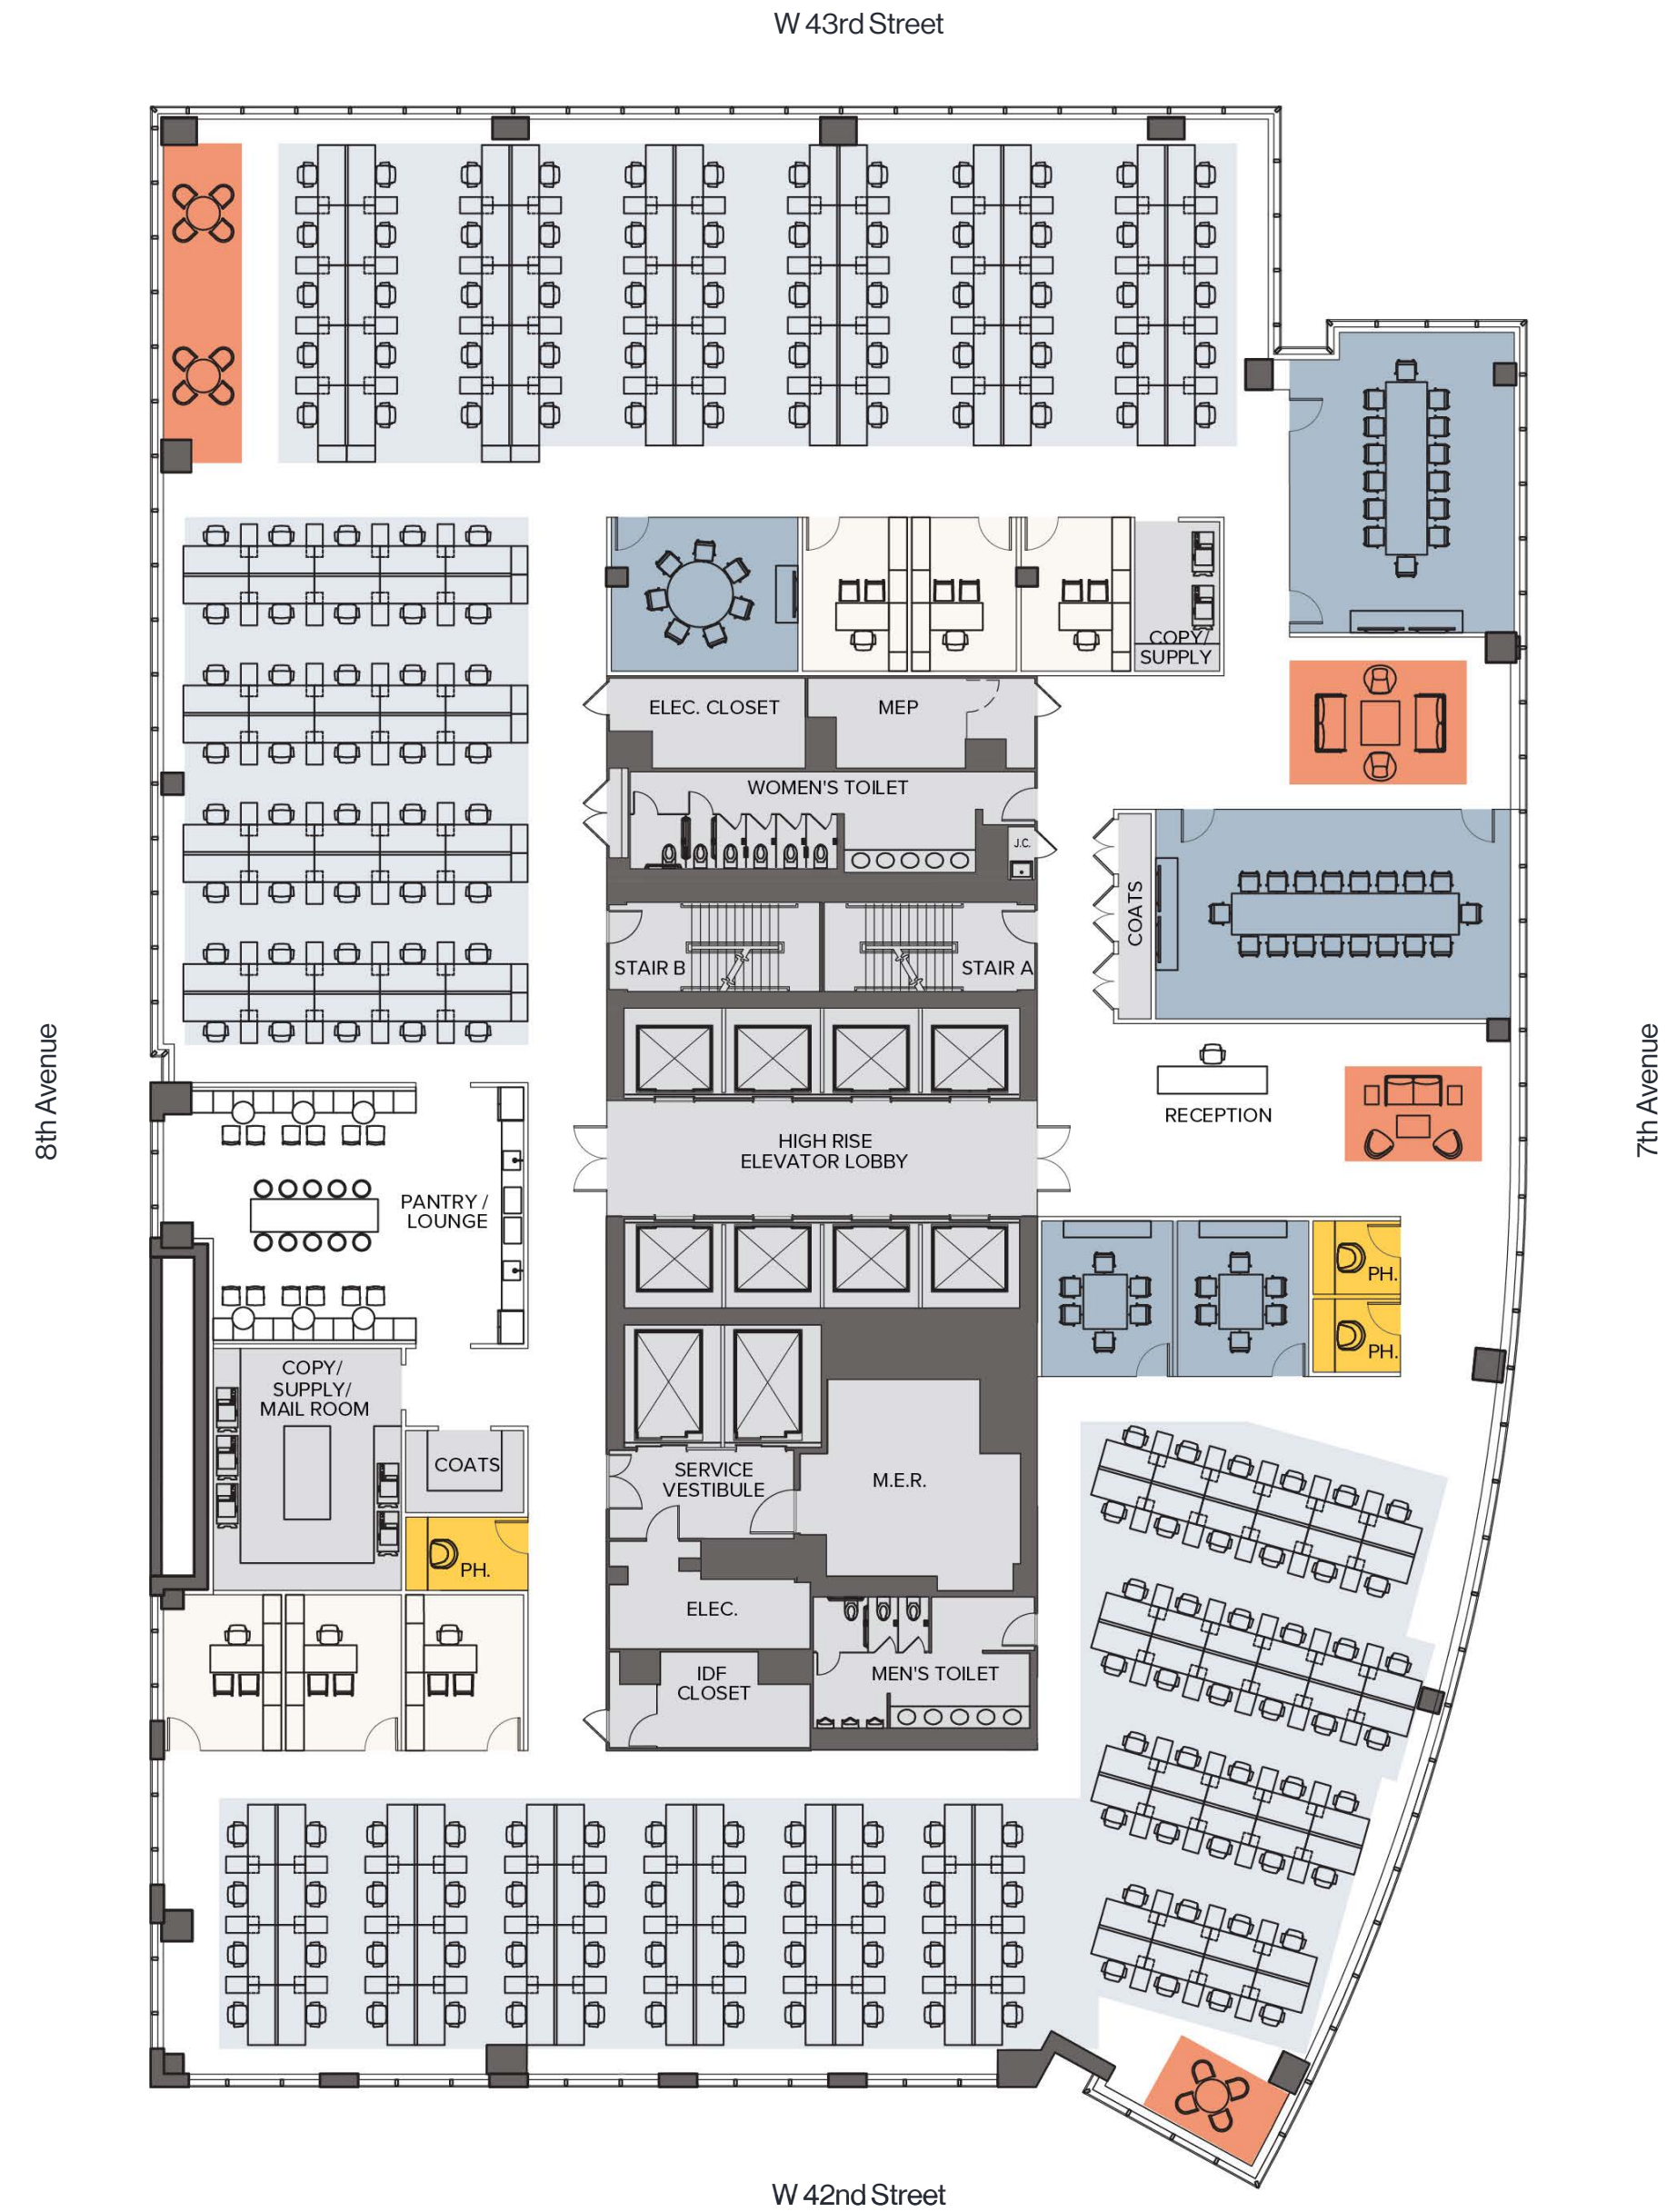 W 43rd Street
COPY/
SUPPLY
ELEC. CLOSET
MEP
WOMEN'S TOILET
J.C.
COATS
STAIR B
STAIR A
8th Avenue
7th Avenue
RECEPTION
HIGH RISE
ELEVATOR LOBBY
PANTRY /
LOUNGE
PH.
PH.
COPY/
SUPPLY/
MAIL ROOM
COATS
SERVICE
VESTIBULE
M.E.R.
PH.
ELEC.
IDF
CLOSET
MEN'S TOILET
W 42nd Street